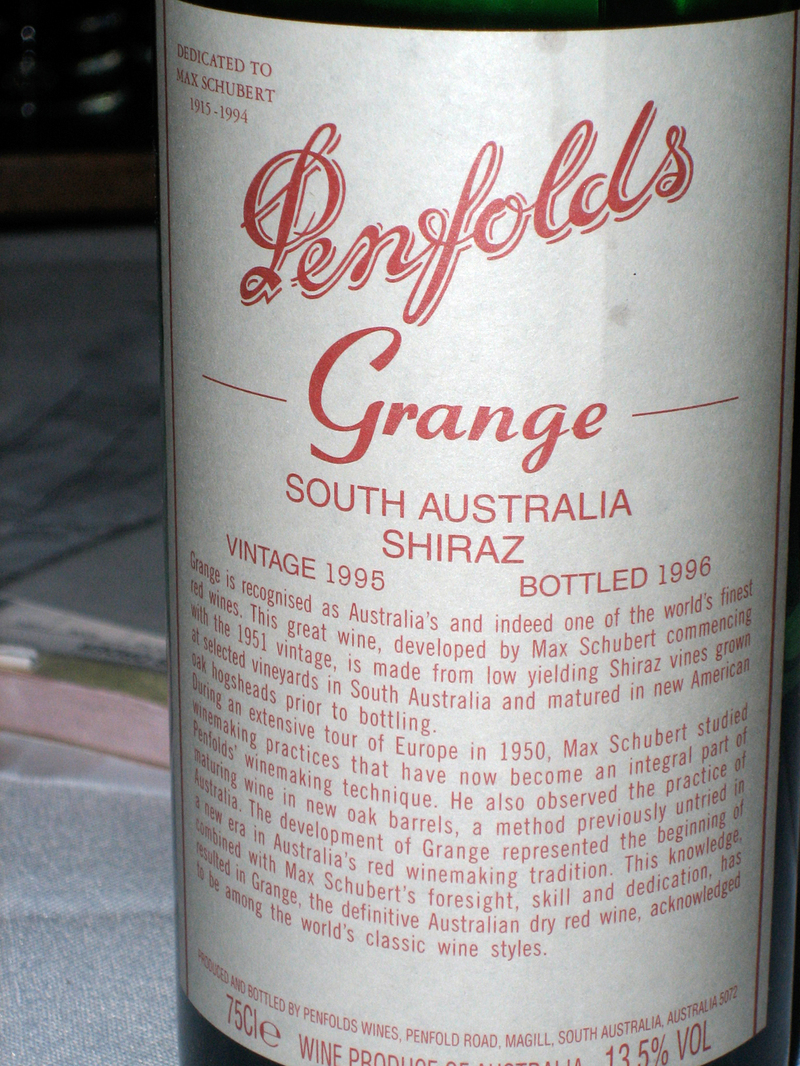 DEDICATED TO
MAX SCHUBERT
1915-1994
Penfolds
Grange
SOUTH AUSTRALIA
SHIRAZ
VINTAGE 1995 BOTTLED 1996
Grange is recognised as Australia's and indeed one of the world's finest
red wines. This great wine, developed by Max Schubert commencing
with the 1951 vintage, is made from low yielding Shiraz vines grown
at selected vineyards in South Australia and matured in new American
oak hogsheads prior to bottling.
During an extensive tour of Europe in 1950, Max Schubert studied
winemaking practices that have now become an integral part of
Penfolds' winemaking technique. He also observed the practice of
maturing wine in new oak barrels, a method previously untried in
Australia. The development of Grange represented the beginning of
a new era in Australia's red winemaking tradition. This knowledge,
combined with Max Schubert's foresight, skill and dedication, has
resulted in Grange, the definitive Australian dry red wine, acknowledged
to be among the world's classic wine styles.
PRODUCED AND BOTTLED BY PENFOLDS WINES, PENFOLD ROAD, MAGILL, SOUTH AUSTRALIA, AUSTRALIA 5072
75Cl e WINE PRODUCE OF AUSTRALIA 13.5% VOL